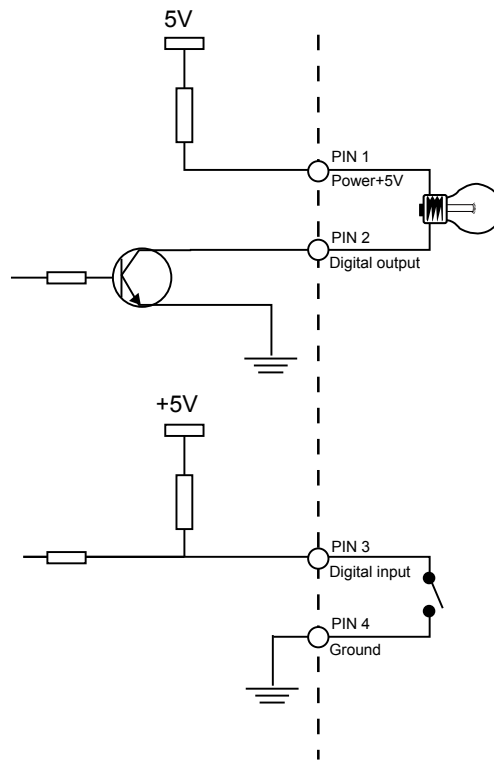 5V
PIN 1
Power+5V
PIN 2
Digital output
+5V
PIN 3
Digital input
PIN 4
Ground